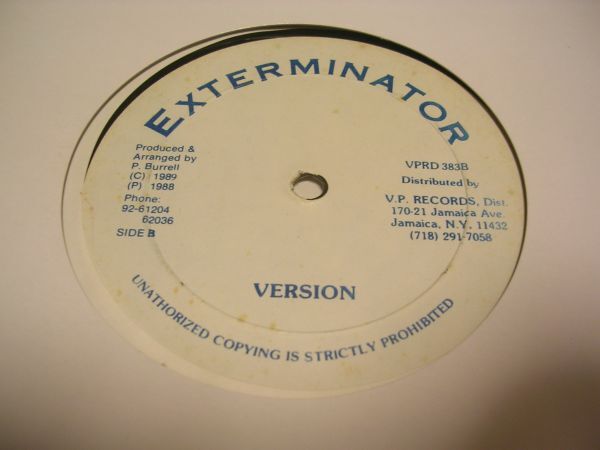 EXTERMINATOR
Produced &
Arranged by
P. Burrell
(C) 1989
(P) 1988
Phone:
92-61204
62036
SIDE B
VPRD 383B
Distributed by
V.P. RECORDS, Dist.
170-21 Jamaica Ave.
Jamaica, N.Y. 11432
(718) 291-7058
VERSION
UNATHORIZED COPYING IS STRICTLY PROHIBITED